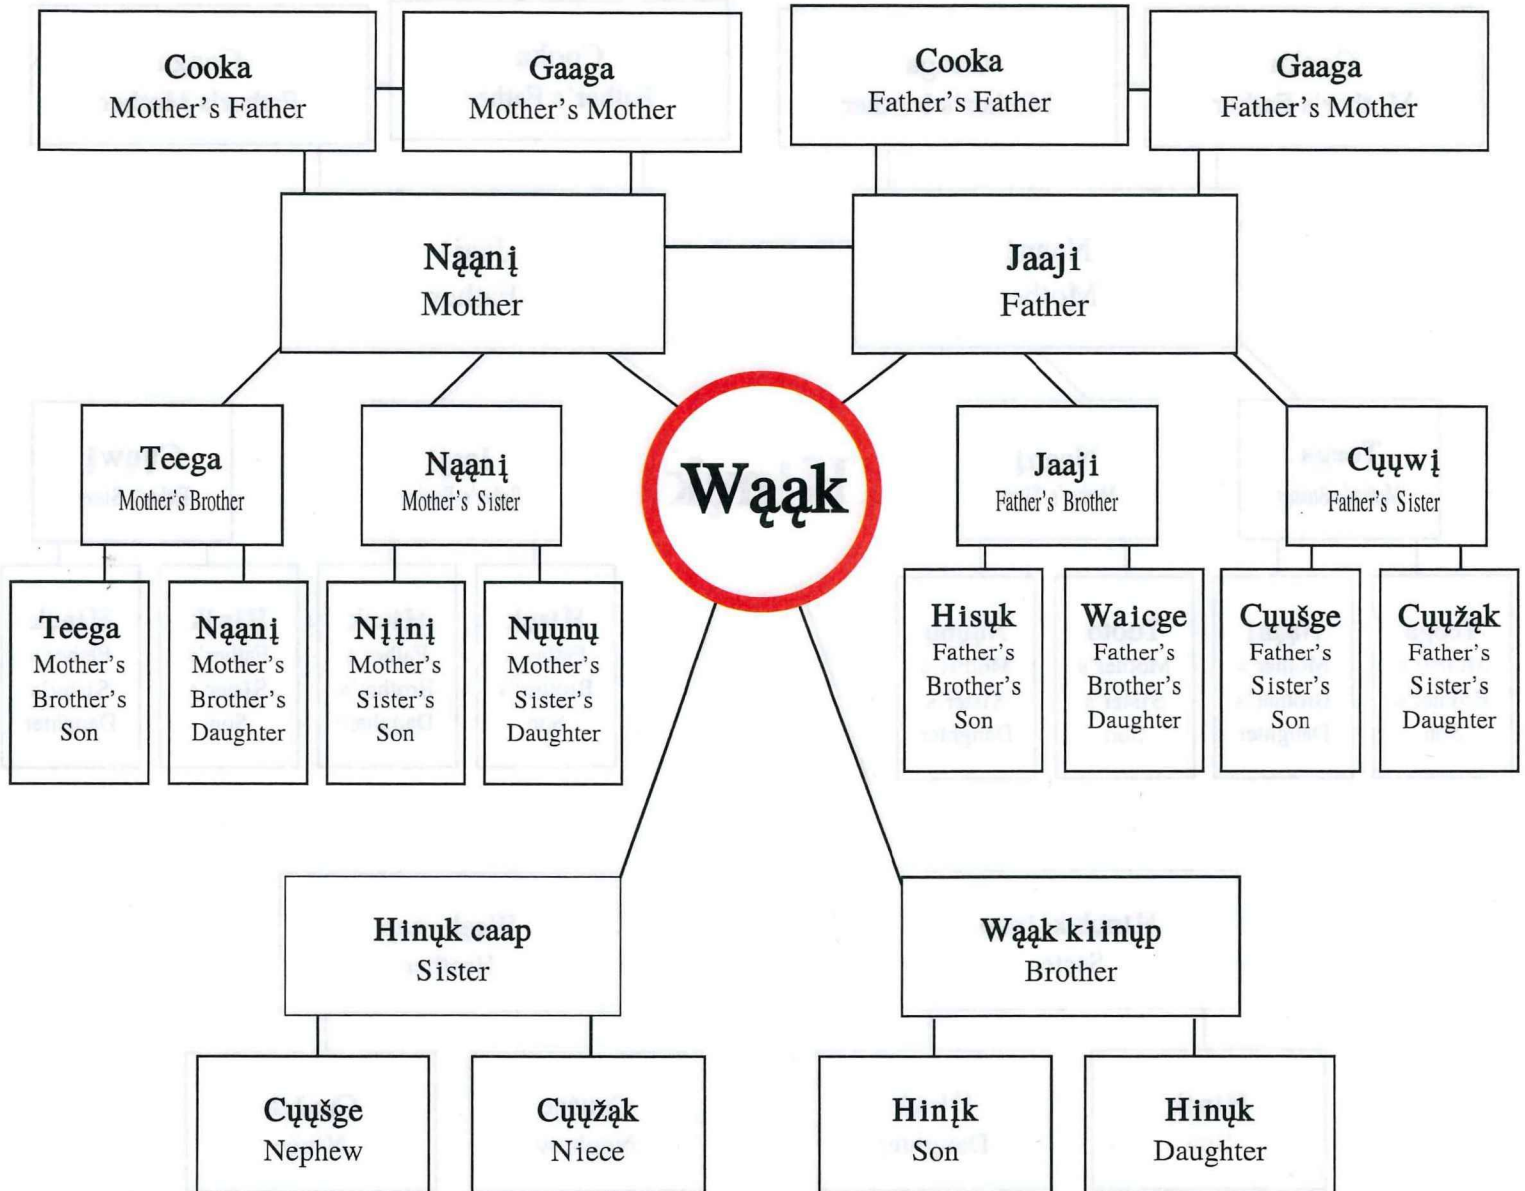 Cooka
Mother's Father
Gaaga
Mother's Mother
Cooka
Father's Father
Gaaga
Father's Mother
Nąąnį
Mother
Jaaji
Father
Teega
Mother's Brother
Nąąnį
Mother's Sister
Wąąk
Jaaji
Father's Brother
Cųųwį
Father's Sister
Teega
Mother's
Brother's
Son
Nąąnį
Mother's
Brother's
Daughter
Nįįnį
Mother's
Sister's
Son
Nųųnų
Mother's
Sister's
Daughter
Hisųk
Father's
Brother's
Son
Waicge
Father's
Brother's
Daughter
Cųųšge
Father's
Sister's
Son
Cųųžąk
Father's
Sister's
Daughter
Hinųk caap
Sister
Wąąk kiinųp
Brother
Cųųšge
Nephew
Cųųžąk
Niece
Hinįk
Son
Hinųk
Daughter